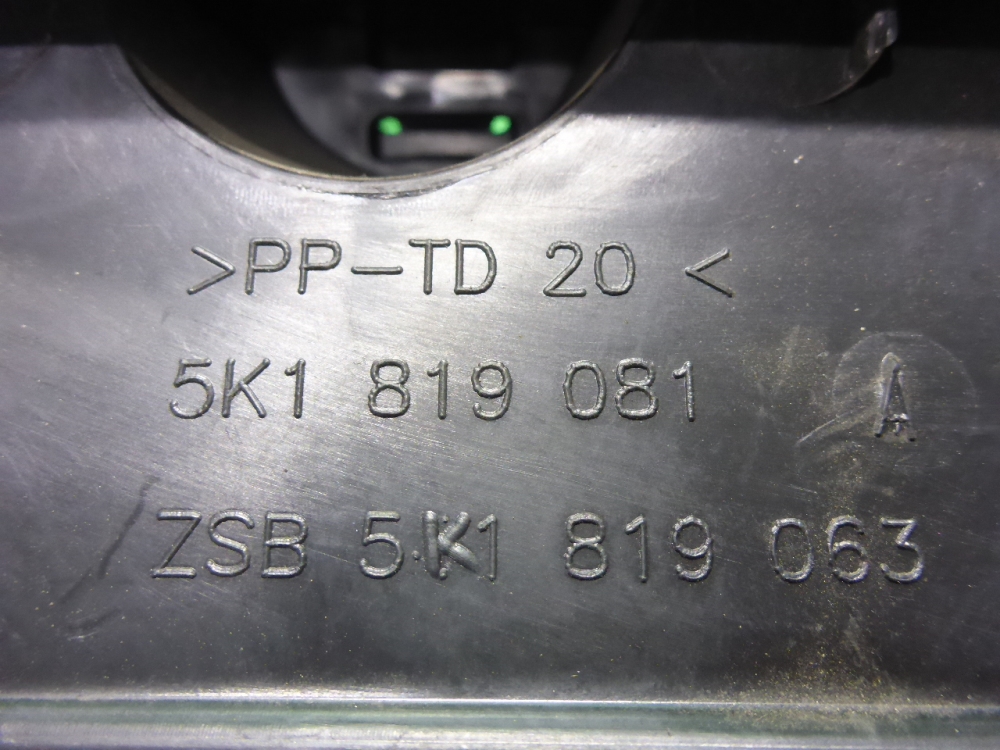 >PP-TD 20 <
5K1 819 081
A
ZSB 5K1 819 063